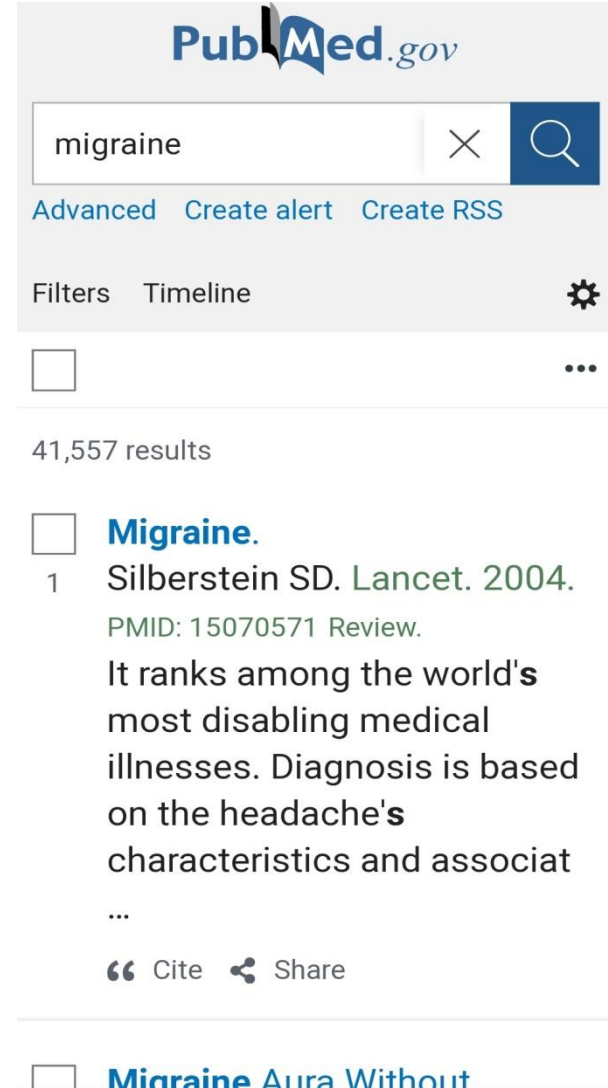 PubMed.gov
migraine
Advanced Create alert Create RSS
Filters Timeline
...
41,557 results
Migraine.
1 Silberstein SD. Lancet. 2004.
PMID: 15070571 Review.
It ranks among the world's
most disabling medical
illnesses. Diagnosis is based
on the headache's
characteristics and associat
...
Cite Share
Migraine Aura Without